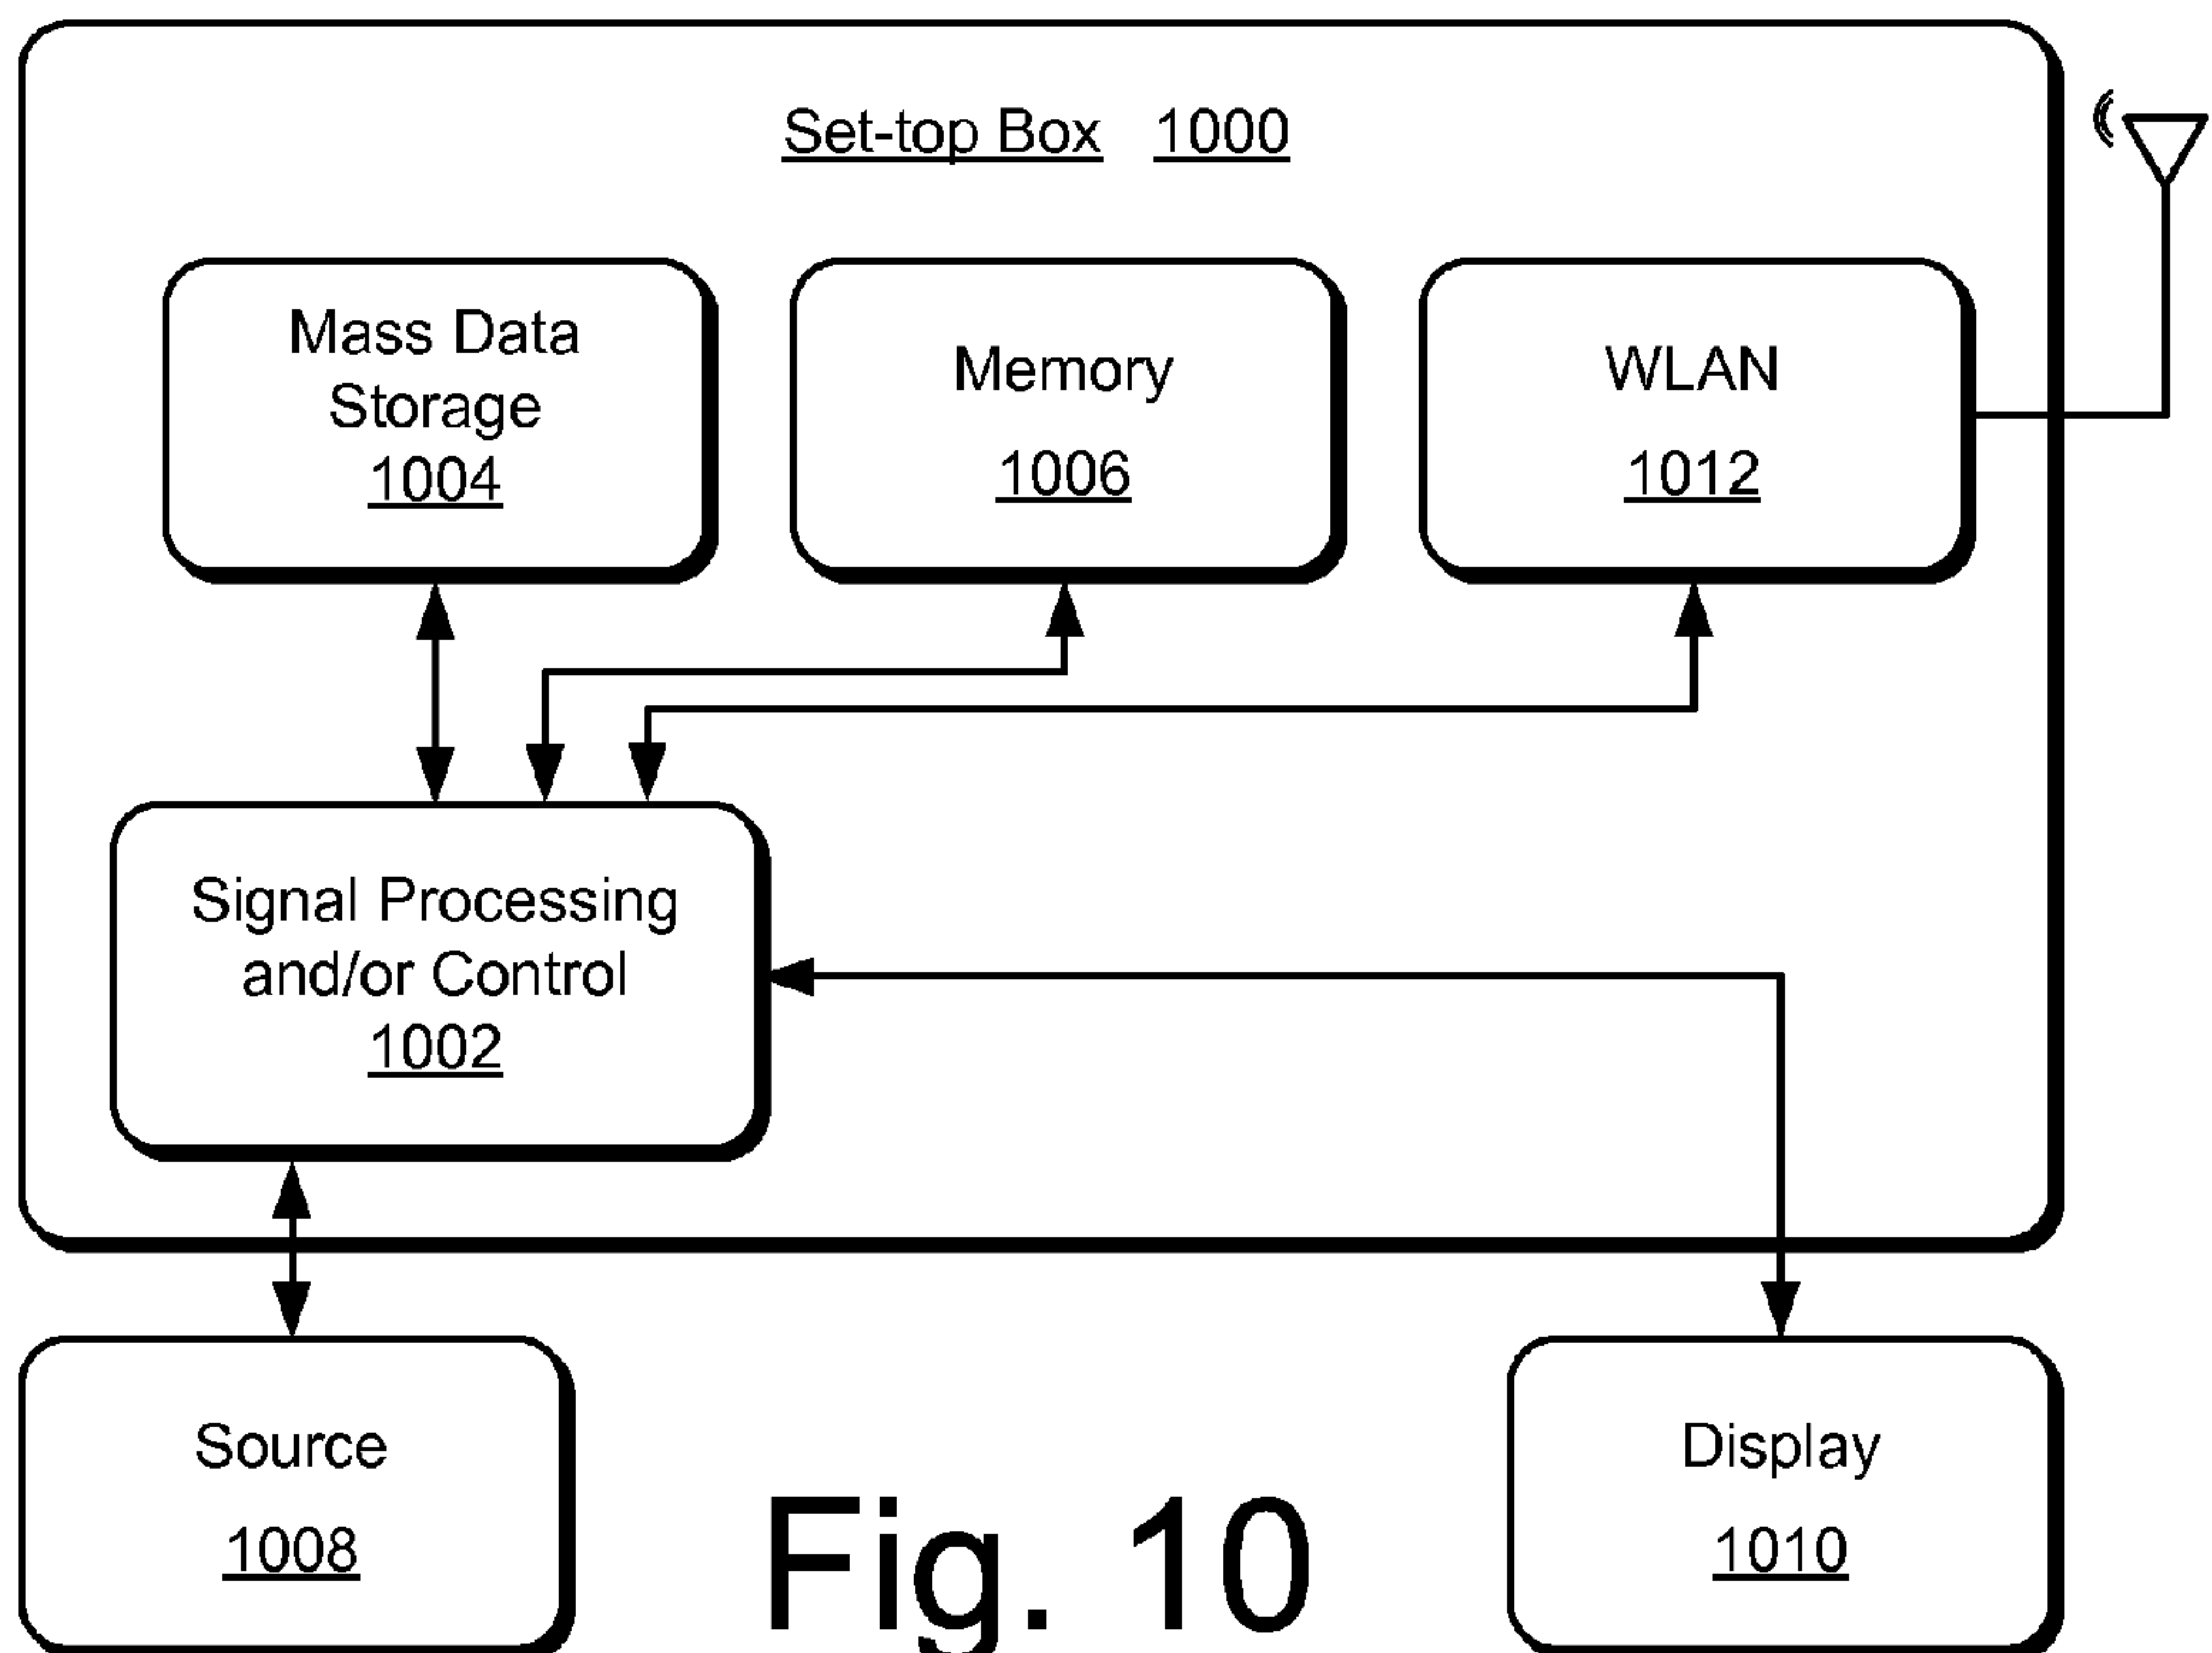 Set-top Box 1000
Mass Data
Storage
1004
Memory
1006
WLAN
1012
Signal Processing
and/or Control
1002
Source
1008
Display
1010
Fig. 10